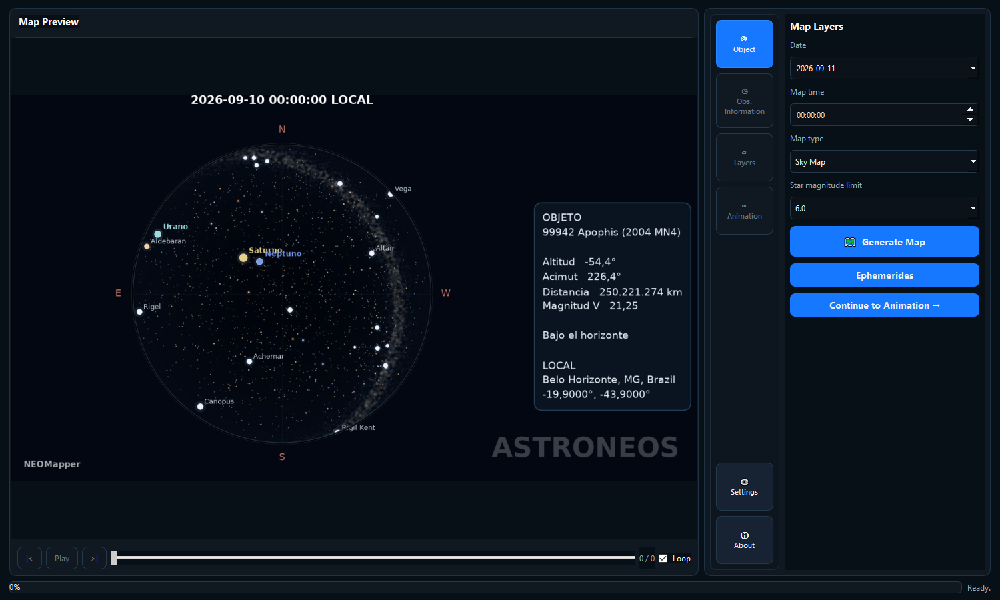 Map Preview
2026-09-10 00:00:00 LOCAL
N
Vega
Urano
Aldebaran
Saturno
Neptuno
Altair
E
W
Rigel
Achernar
Canopus
Rigil Kent
S
NEOMapper
OBJETO
99942 Apophis (2004 MN4)
Altitud -54,4°
Acimut 226,4°
Distancia 250.221.274 km
Magnitud V 21,25
Bajo el horizonte
LOCAL
Belo Horizonte, MG, Brazil
-19,9000°, -43,9000°
ASTRONEOS
|<
Play
>|
0 / 0
Loop
0%
Ready.
Object
Obs.
Information
Layers
Animation
Settings
About
Map Layers
Date
2026-09-11
Map time
00:00:00
Map type
Sky Map
Star magnitude limit
6.0
Generate Map
Ephemerides
Continue to Animation →